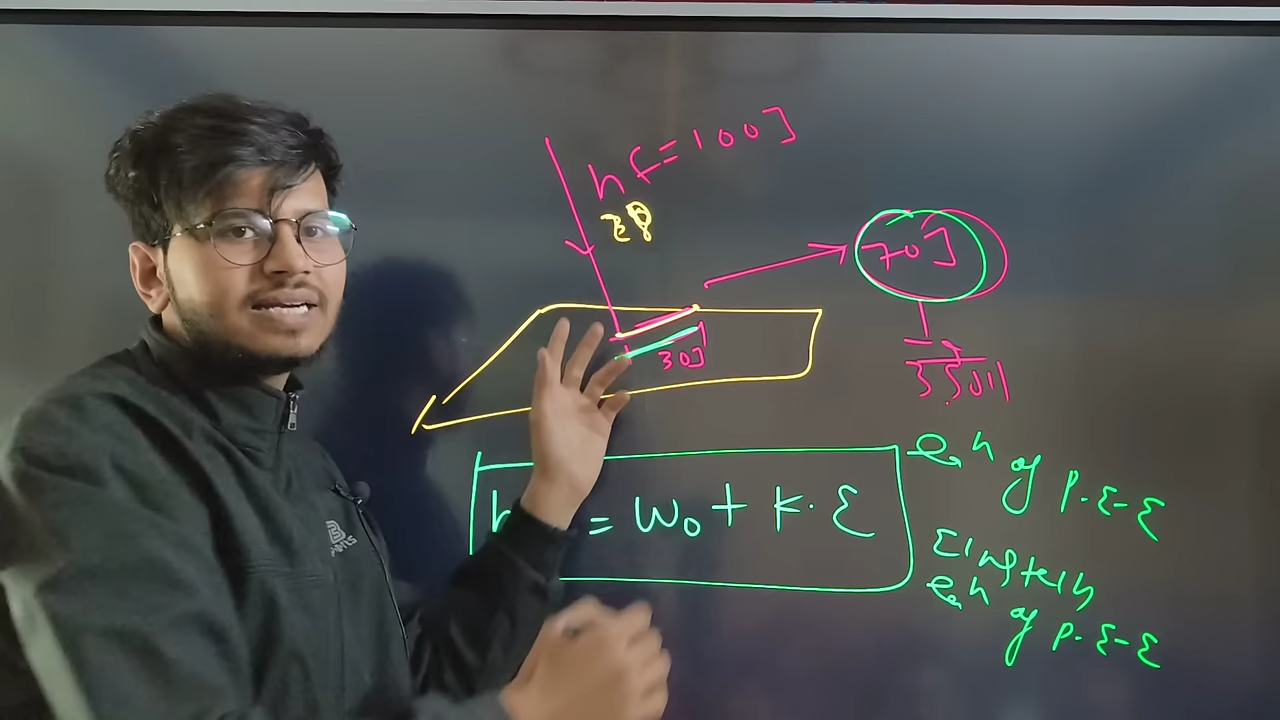 hf=100J
70J
30J
= W₀ + K·E
eqn of P.E-E
Einstein
eqn of P.E-E